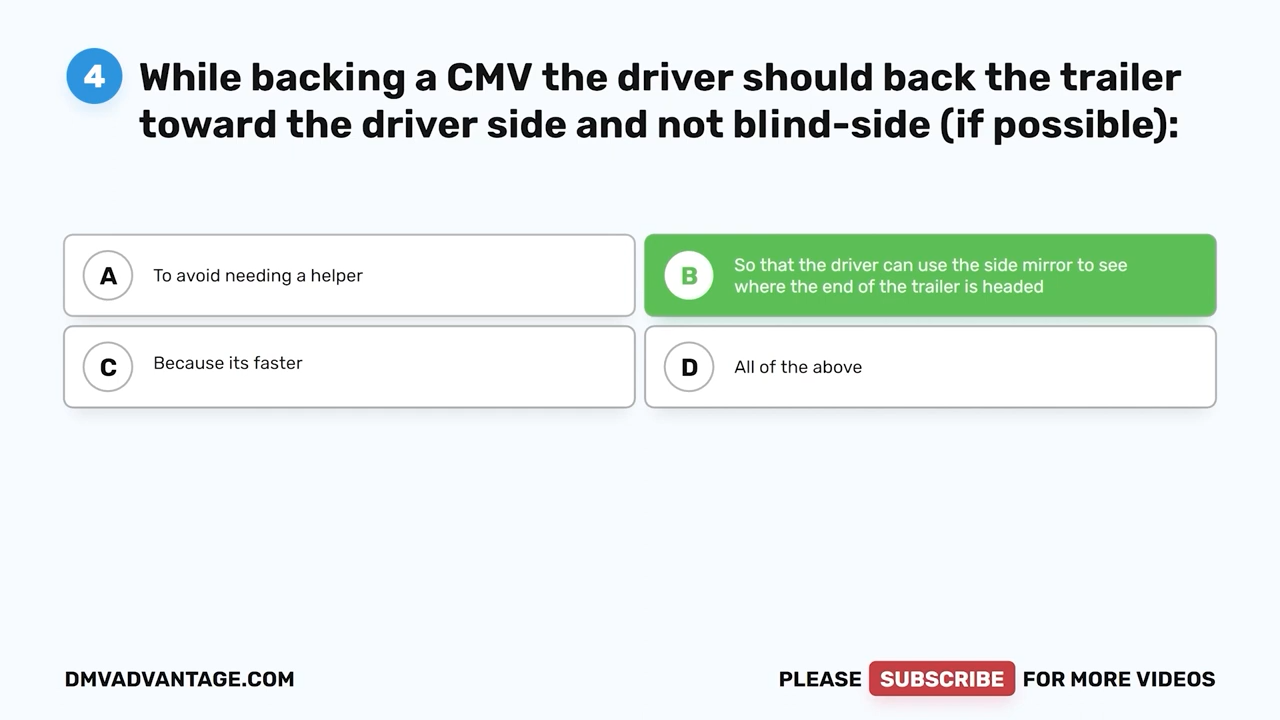 4
While backing a CMV the driver should back the trailer
toward the driver side and not blind-side (if possible):
A
To avoid needing a helper
B
So that the driver can use the side mirror to see
where the end of the trailer is headed
C
Because its faster
D
All of the above
DMVADVANTAGE.COM
PLEASE SUBSCRIBE FOR MORE VIDEOS